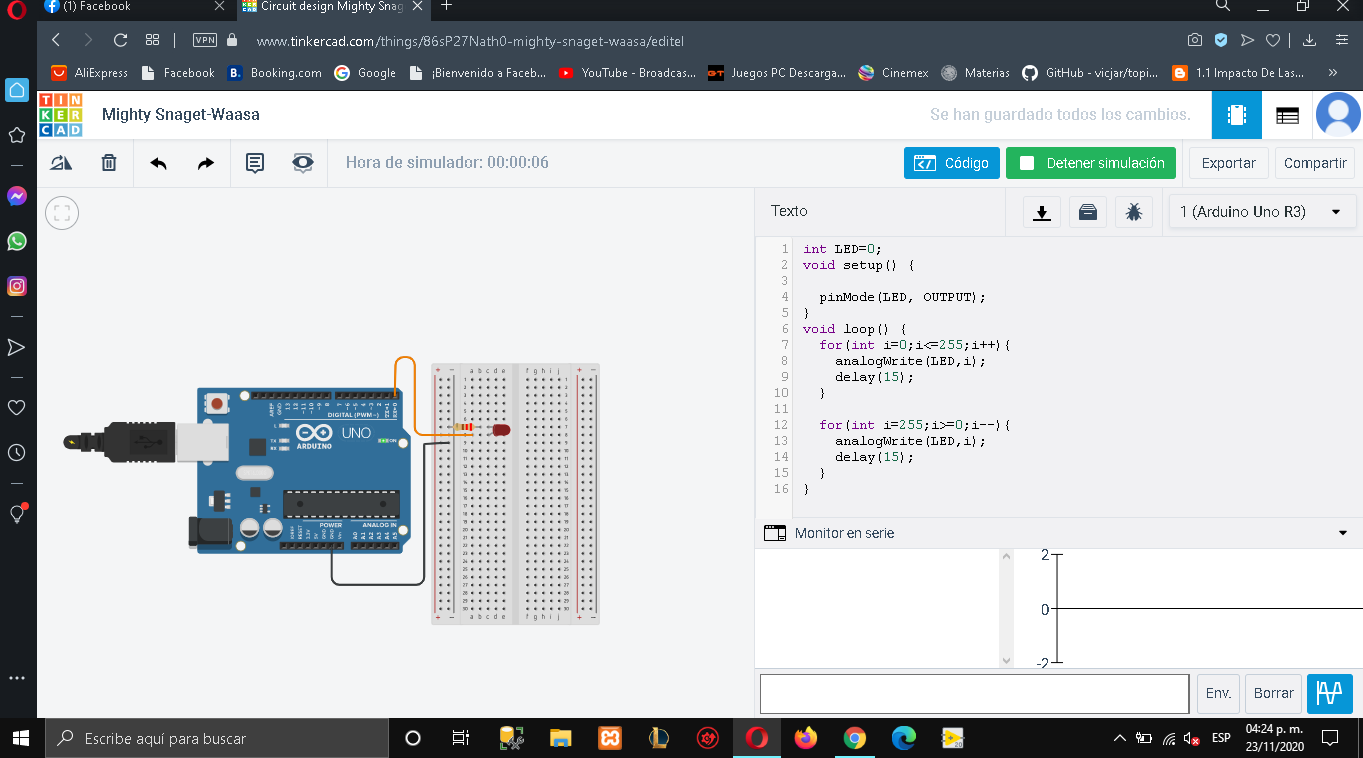 (1) Facebook
Circuit design Mighty Snag
VPN
www.tinkercad.com/things/86sP27Nath0-mighty-snaget-waasa/editel
AliExpress
Facebook
B.
Booking.com
Google
¡Bienvenido a Faceb...
YouTube - Broadcas...
GT
Juegos PC Descarga...
Cinemex
Materias
GitHub - vicjar/topi...
1.1 Impacto De Las...
TIN
KER
CAD
Mighty Snaget-Waasa
Se han guardado todos los cambios.
Hora de simulador: 00:00:06
Código
Detener simulación
Exportar
Compartir
Texto
1 (Arduino Uno R3)
1 int LED=0;
2 void setup() {
3
4 pinMode(LED, OUTPUT);
5 }
6 void loop() {
7 for(int i=0;i<=255;i++){
8 analogWrite(LED,i);
9 delay(15);
10 }
11
12 for(int i=255;i>=0;i--){
13 analogWrite(LED,i);
14 delay(15);
15 }
16 }
DIGITAL (PWM~)
UNO
ARDUINO
L
TX
RX
ON
POWER
ANALOG IN
a b c d e
f g h i j
a b c d e
f g h i j
Monitor en serie
2
0
-2
Env.
Borrar
Escribe aquí para buscar
ESP
04:24 p. m.
23/11/2020